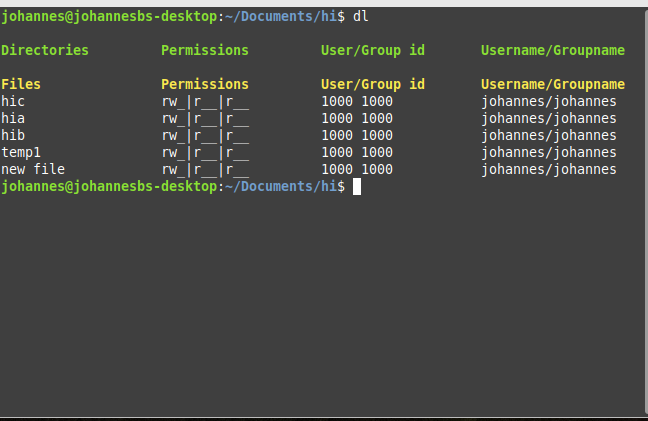 johannes@johannesbs-desktop:~/Documents/hi$ dl
Directories Permissions User/Group id Username/Groupname
Files Permissions User/Group id Username/Groupname
hic rw_|r__|r__ 1000 1000 johannes/johannes
hia rw_|r__|r__ 1000 1000 johannes/johannes
hib rw_|r__|r__ 1000 1000 johannes/johannes
temp1 rw_|r__|r__ 1000 1000 johannes/johannes
new file rw_|r__|r__ 1000 1000 johannes/johannes
johannes@johannesbs-desktop:~/Documents/hi$